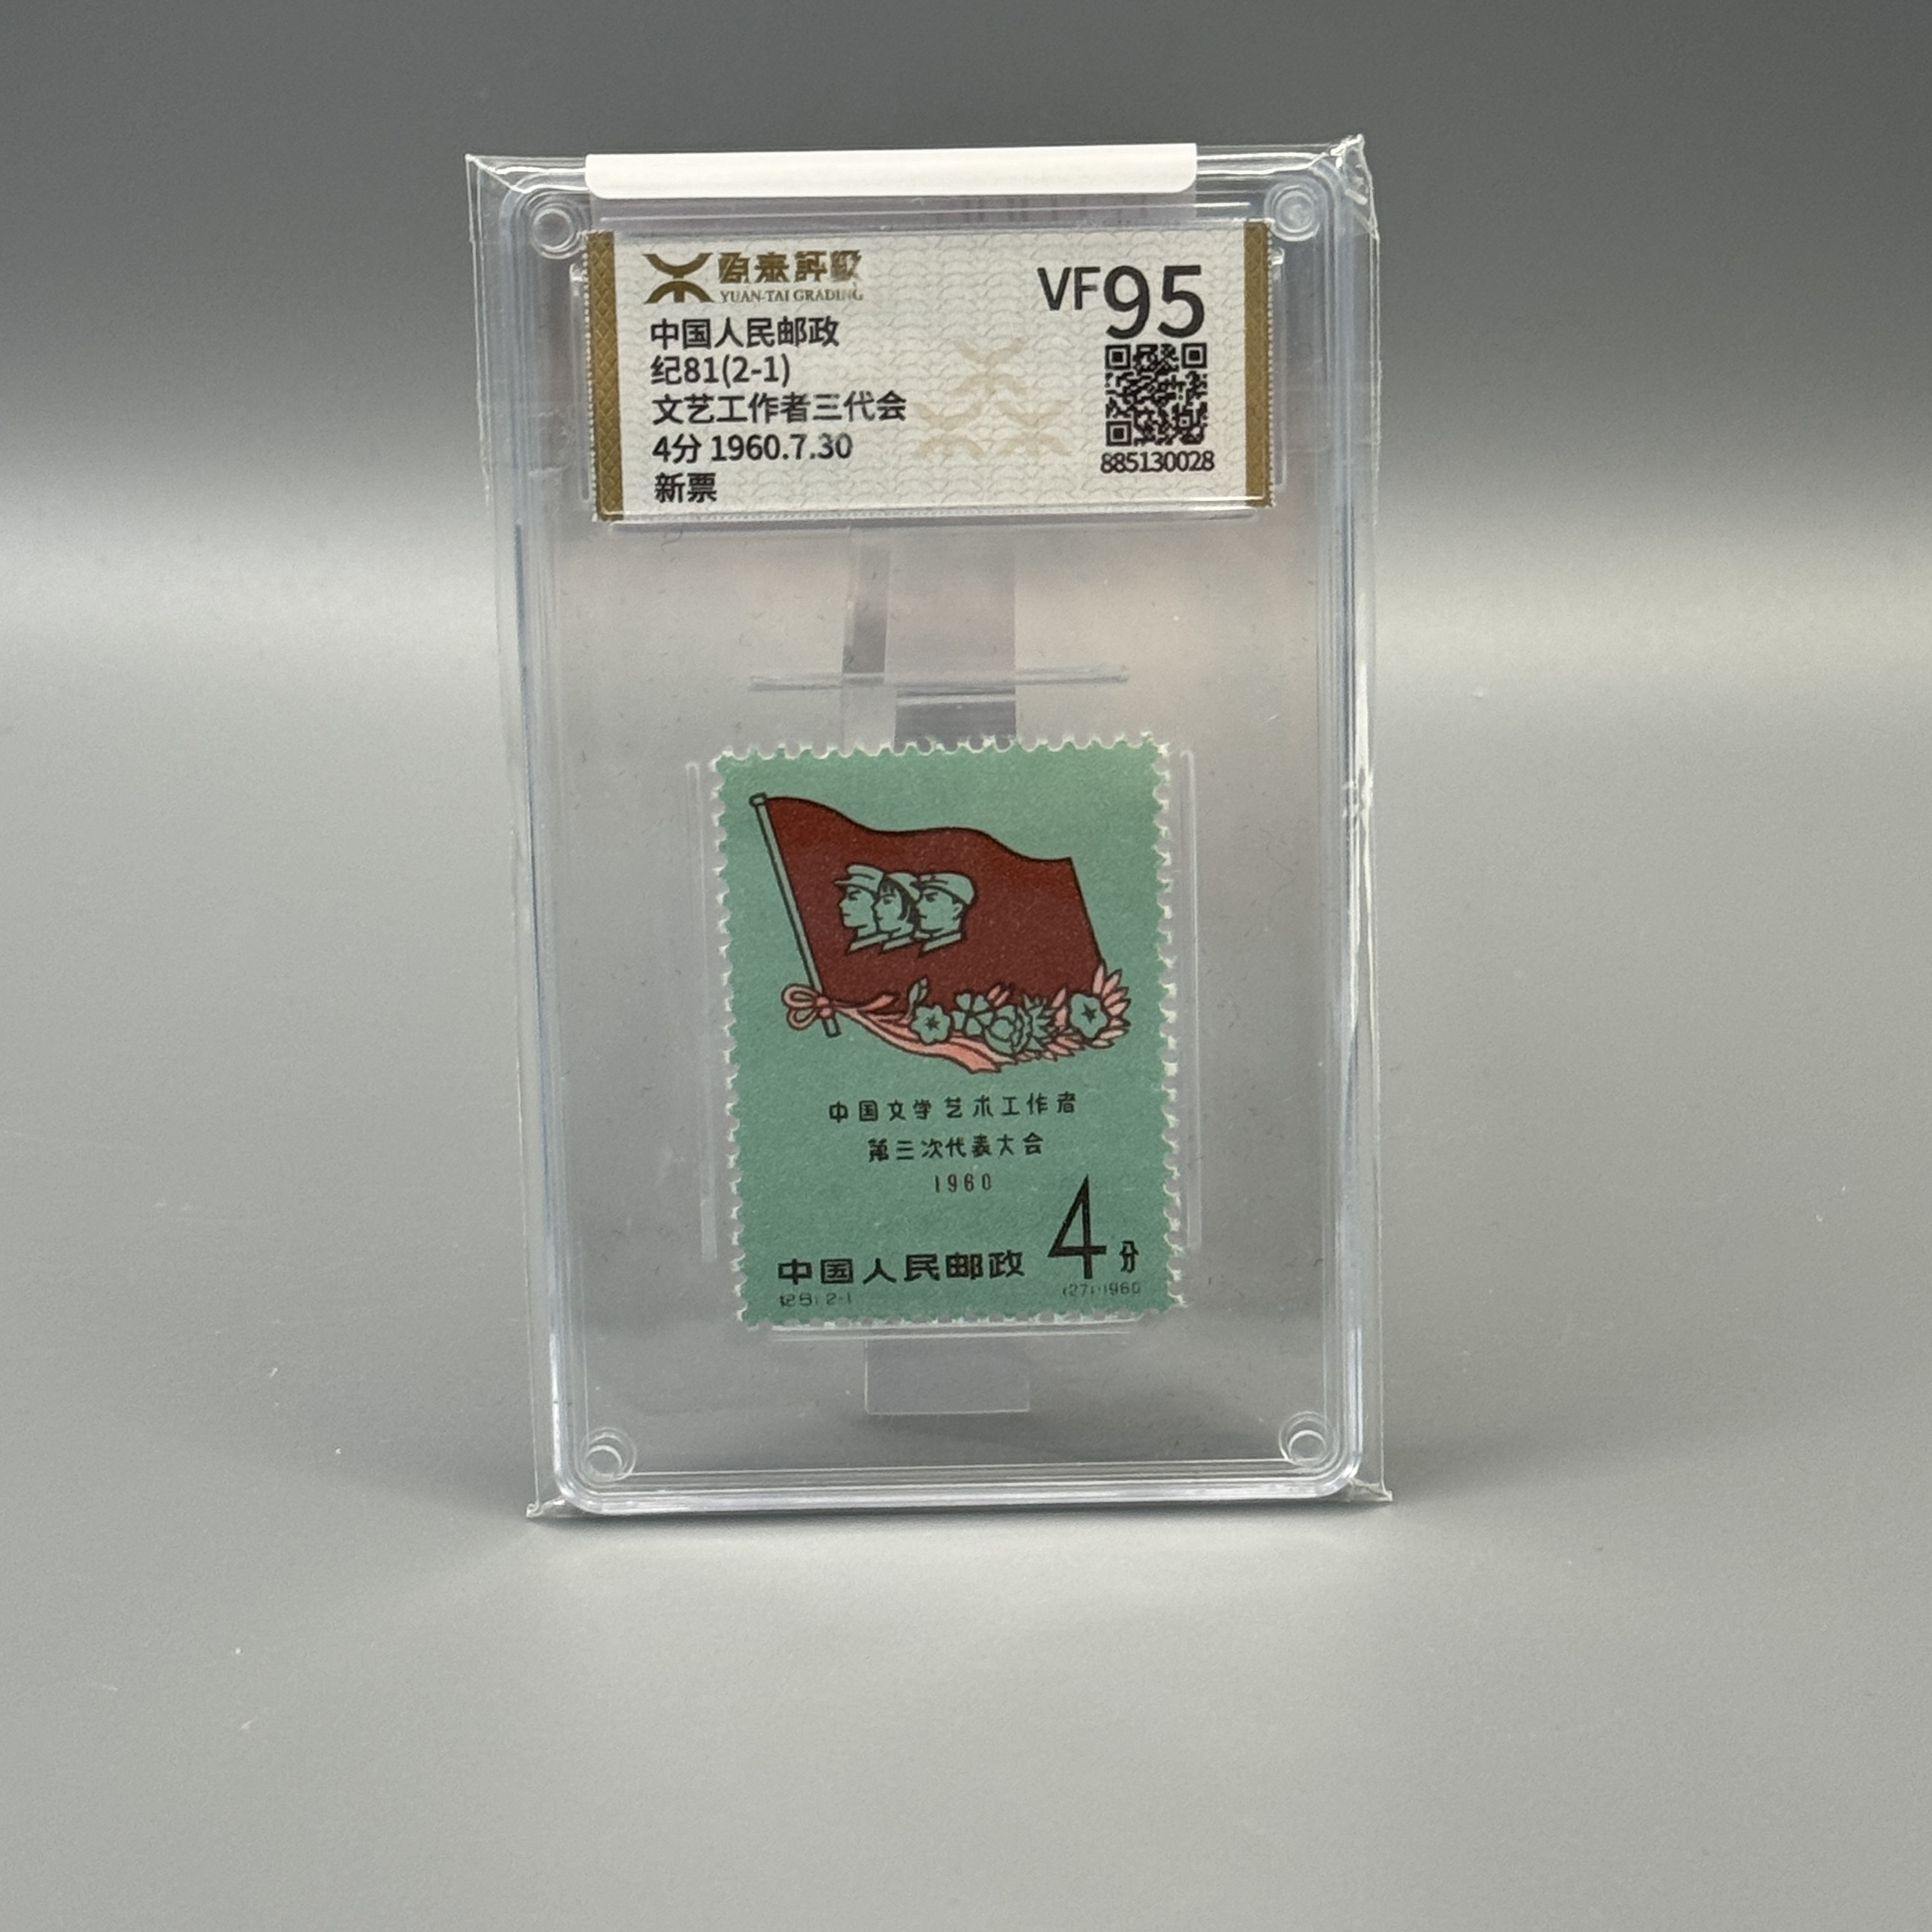 源泰評級
YUAN-TAI GRADING
VF95
中国人民邮政
纪81(2-1)
文艺工作者三代会
4分 1960.7.30
新票
885130028
中国文学艺术工作者
第三次代表大会
1960
4分
中国人民邮政
纪81 2-1
(271)1960